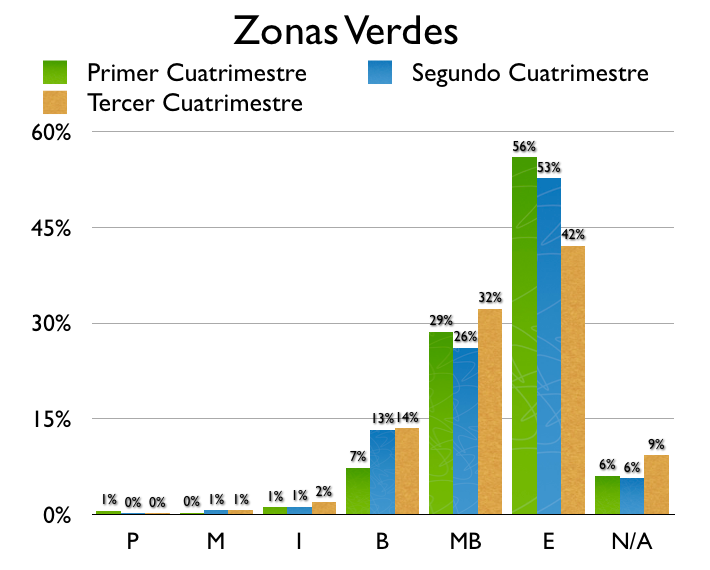 Zonas Verdes
Primer Cuatrimestre Segundo Cuatrimestre
Tercer Cuatrimestre
60%
45%
30%
15%
0%
1% 0% 0%
0% 1% 1%
1% 1% 2%
7% 13% 14%
29% 26% 32%
56% 53% 42%
6% 6% 9%
P M I B MB E N/A